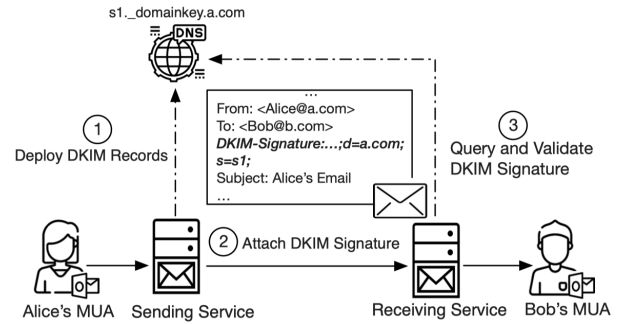 s1._domainkey.a.com
DNS
...
From: <Alice@a.com>
To: <Bob@b.com>
DKIM-Signature:...;d=a.com;
s=s1;
Subject: Alice's Email
...
1
Deploy DKIM Records
3
Query and Validate
DKIM Signature
2 Attach DKIM Signature
Alice's MUA
Sending Service
Receiving Service
Bob's MUA